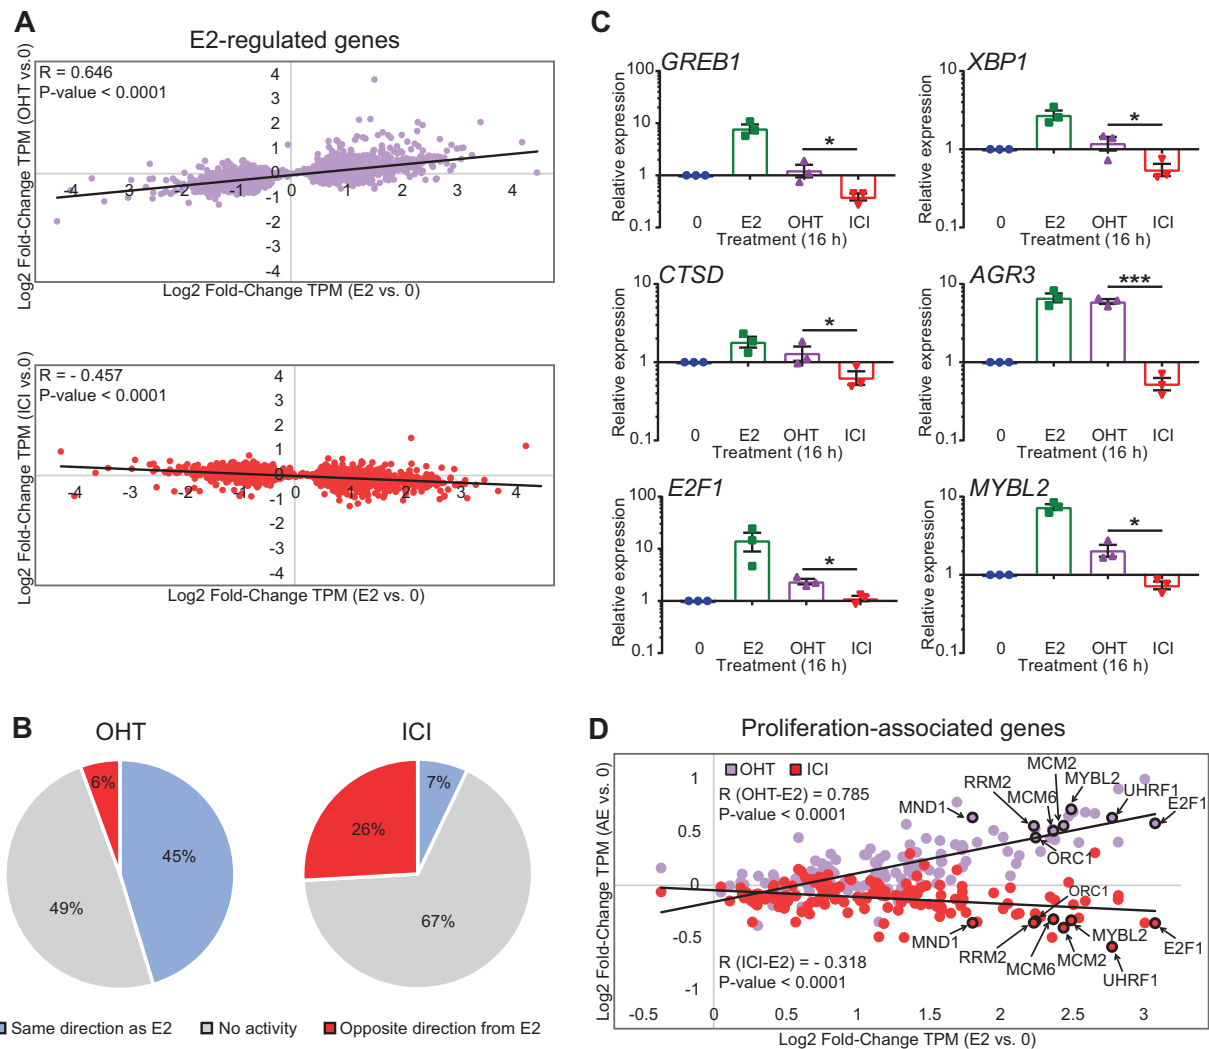 A
E2-regulated genes
Log2 Fold-Change TPM (OHT vs.0)
R = 0.646
P-value < 0.0001
4
3
2
1
0
-1
-2
-3
-4
-4 -3 -2 -1 0 1 2 3 4
Log2 Fold-Change TPM (E2 vs. 0)
Log2 Fold-Change TPM (ICI vs.0)
R = - 0.457
P-value < 0.0001
4
3
2
1
0
-1
-2
-3
-4
-4 -3 -2 -1 0 1 2 3 4
Log2 Fold-Change TPM (E2 vs. 0)
C
GREB1
Relative expression
100
10
1
0.1
*
0 E2 OHT ICI
Treatment (16 h)
XBP1
Relative expression
10
1
0.1
*
0 E2 OHT ICI
Treatment (16 h)
CTSD
Relative expression
10
1
0.1
*
0 E2 OHT ICI
AGR3
Relative expression
10
1
0.1
***
0 E2 OHT ICI
E2F1
Relative expression
100
10
1
0.1
*
0 E2 OHT ICI
Treatment (16 h)
MYBL2
Relative expression
10
1
0.1
*
0 E2 OHT ICI
Treatment (16 h)
B
OHT
6%
45%
49%
ICI
7%
26%
67%
Same direction as E2 No activity Opposite direction from E2
D
Proliferation-associated genes
Log2 Fold-Change TPM (AE vs. 0)
1
0.5
0
-0.5
-1
OHT ICI
R (OHT-E2) = 0.785
P-value < 0.0001
MND1
RRM2
MCM6
MCM2
MYBL2
UHRF1
E2F1
ORC1
ORC1
MND1
RRM2
MCM6
MCM2
MYBL2
UHRF1
E2F1
R (ICI-E2) = - 0.318
P-value < 0.0001
-0.5 0 0.5 1 1.5 2 2.5 3
Log2 Fold-Change TPM (E2 vs. 0)